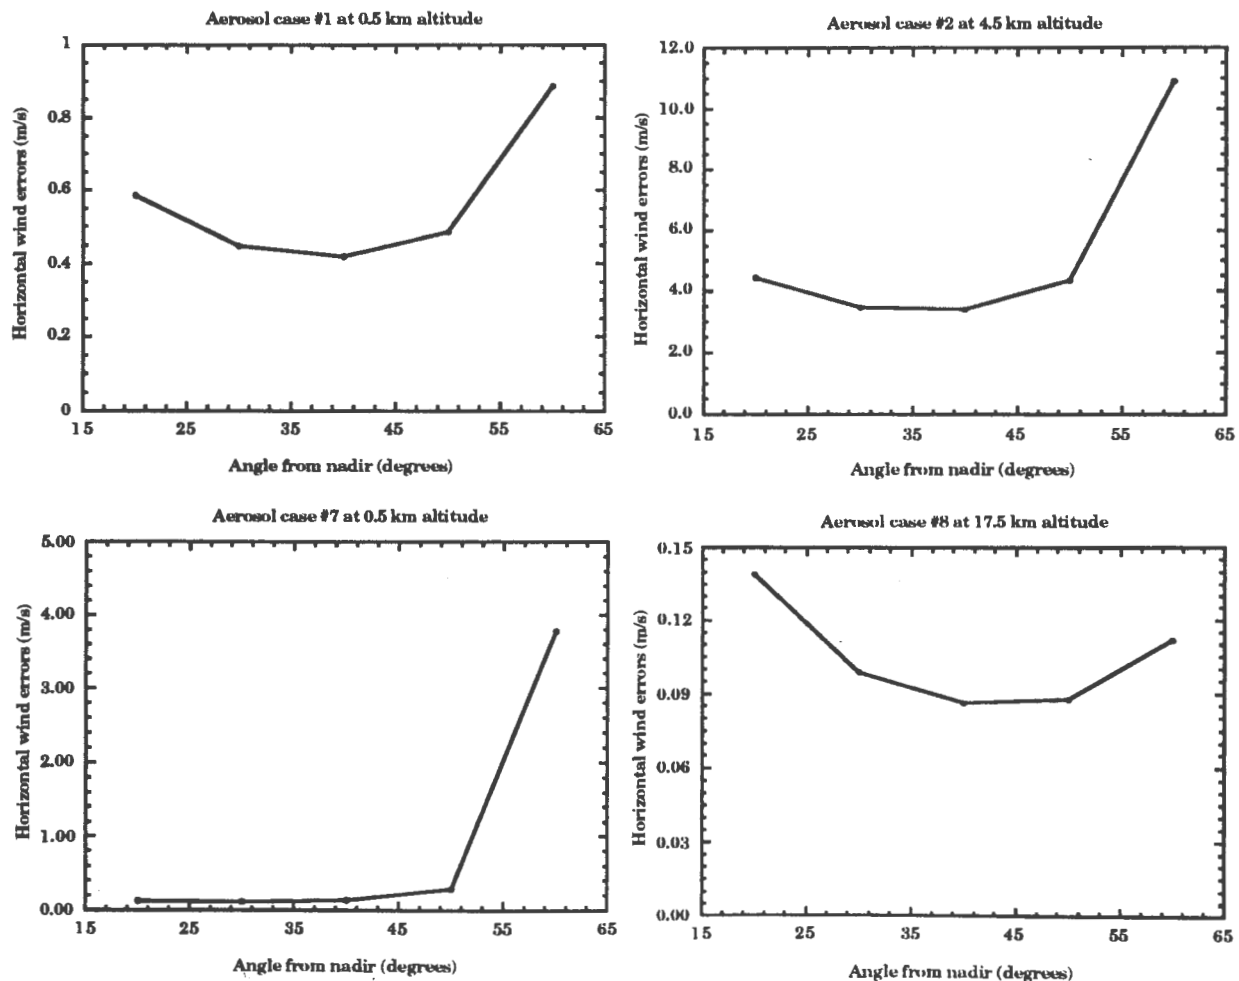 Aerosol case #1 at 0.5 km altitude
1
0.8
0.6
0.4
0.2
0
Horizontal wind errors (m/s)
15 25 35 45 55 65
Angle from nadir (degrees)
Aerosol case #2 at 4.5 km altitude
12.0
10.0
8.0
6.0
4.0
2.0
0.0
Horizontal wind errors (m/s)
15 25 35 45 55 65
Angle from nadir (degrees)
Aerosol case #7 at 0.5 km altitude
5.00
4.00
3.00
2.00
1.00
0.00
Horizontal wind errors (m/s)
15 25 35 45 55 65
Angle from nadir (degrees)
Aerosol case #8 at 17.5 km altitude
0.15
0.12
0.09
0.06
0.03
0.00
Horizontal wind errors (m/s)
15 25 35 45 55 65
Angle from nadir (degrees)